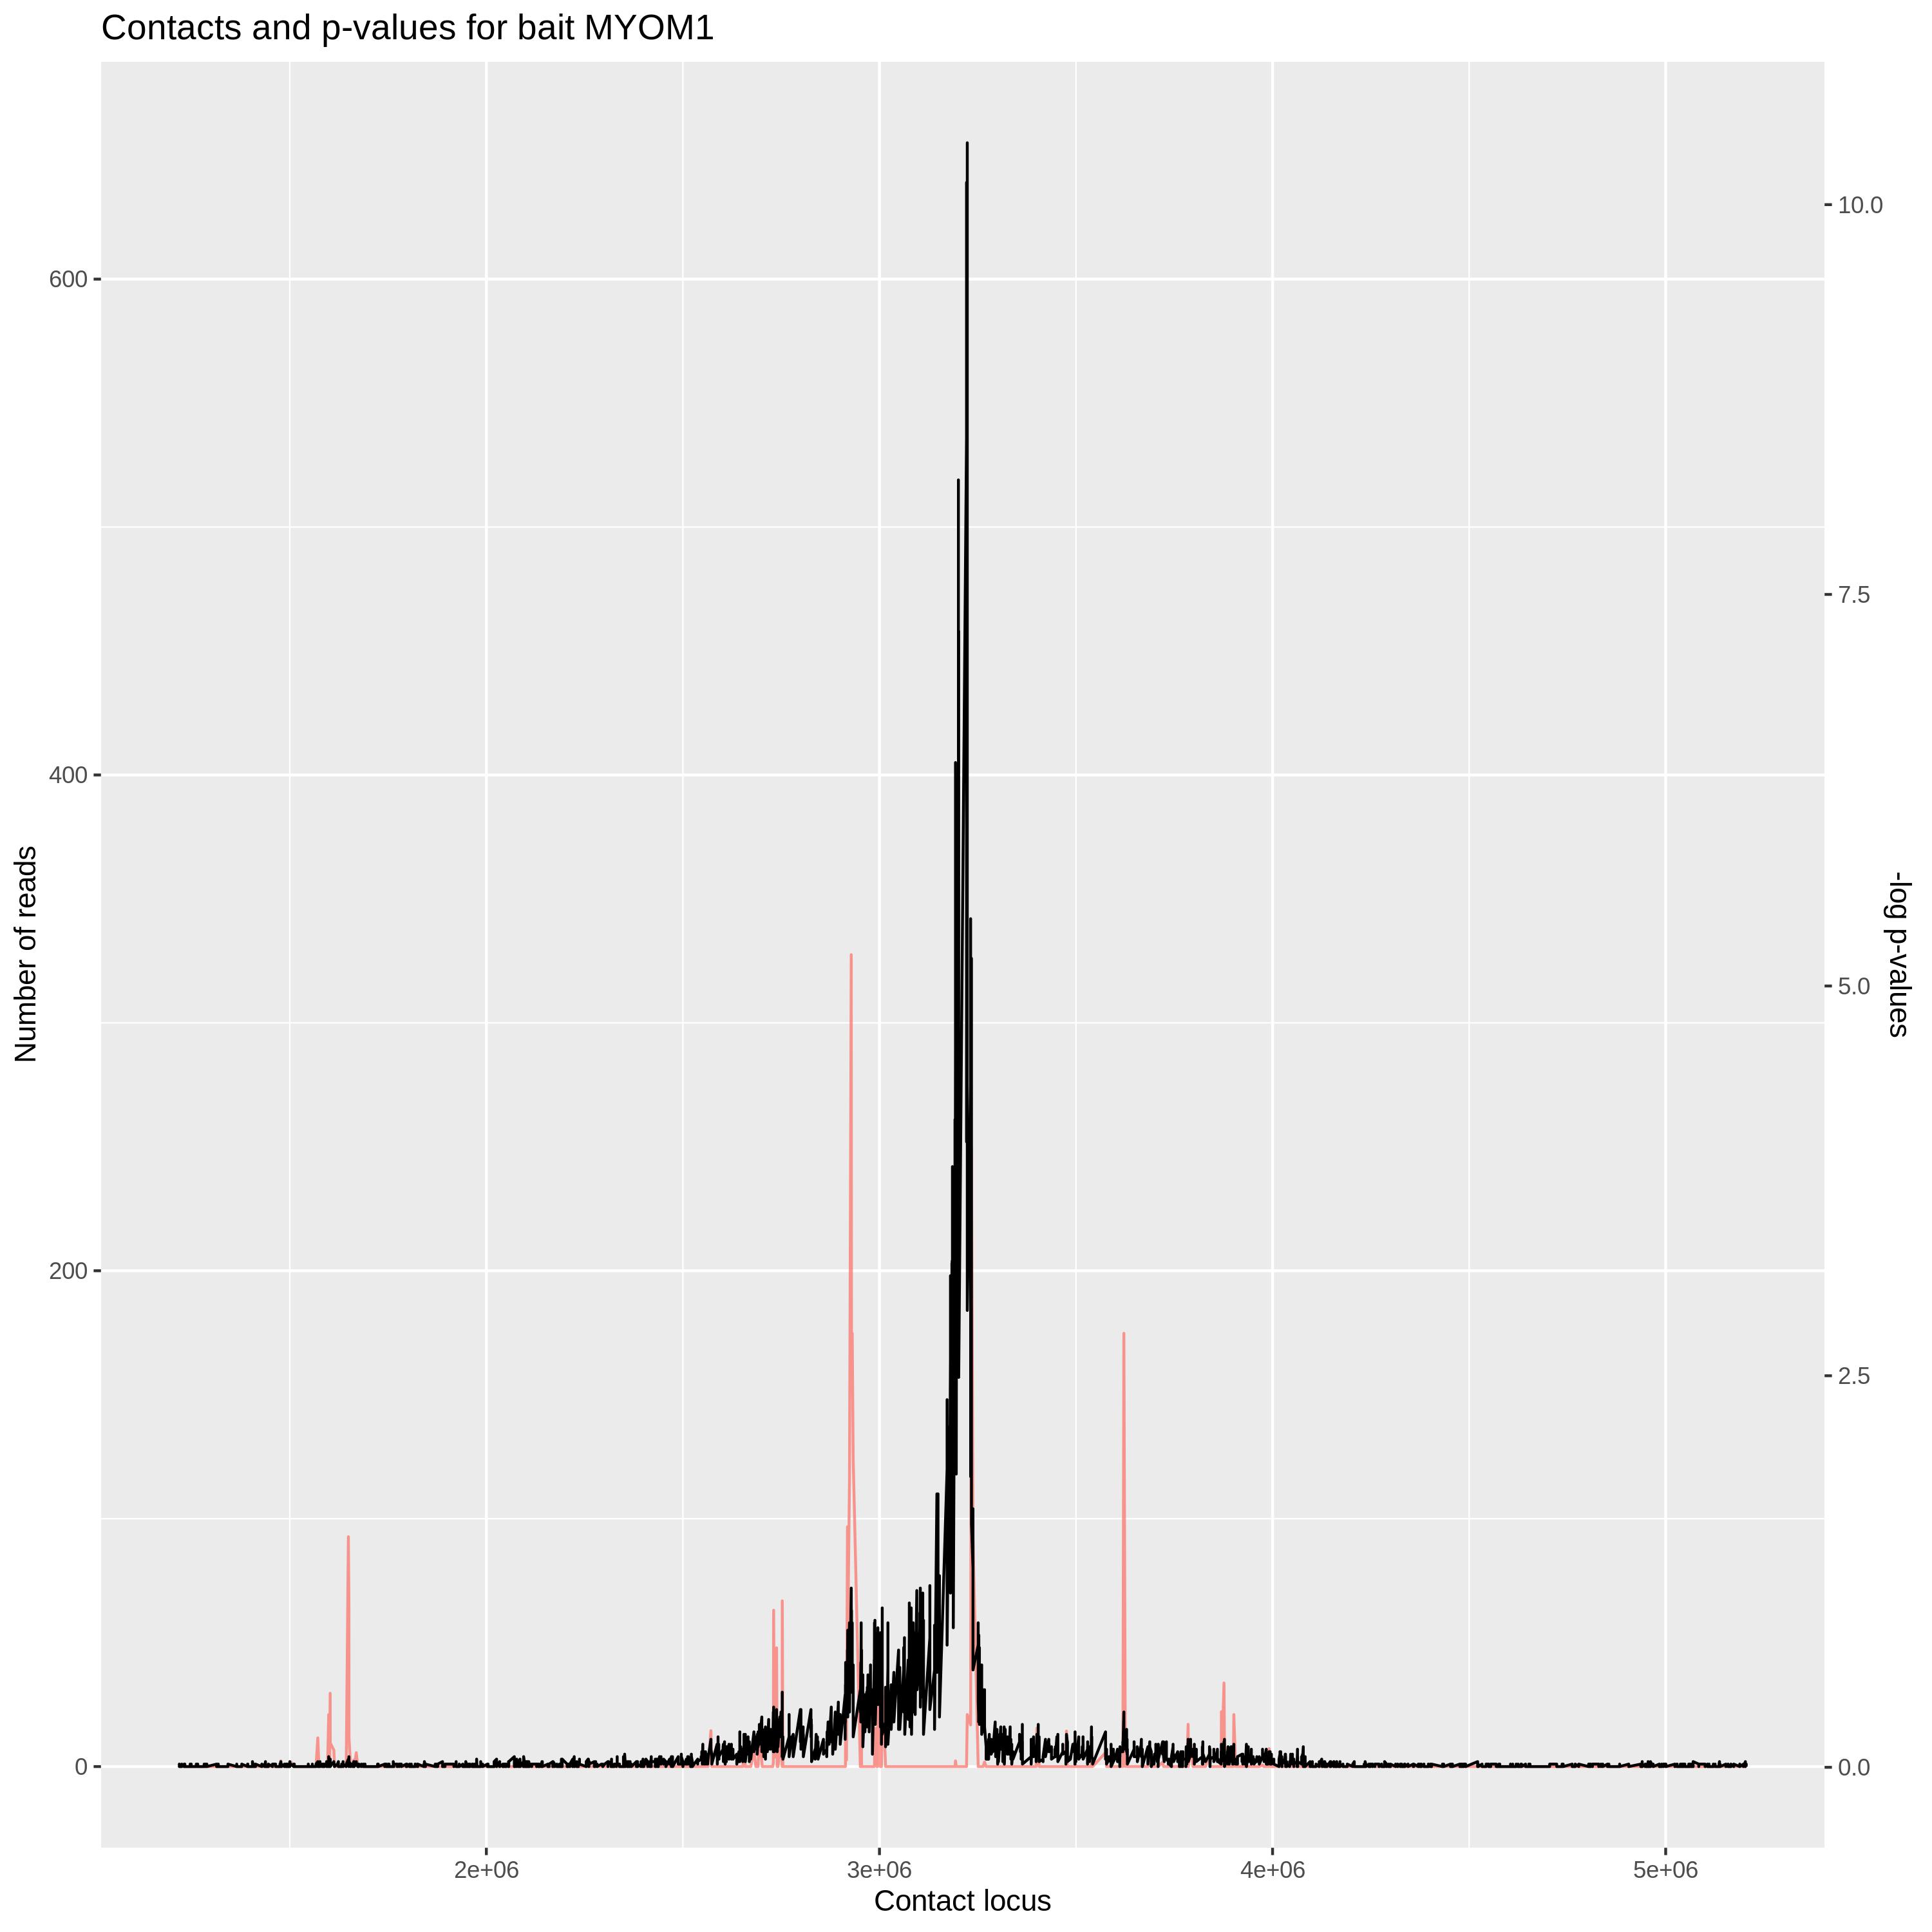 Contacts and p-values for bait MYOM1
Number of reads
600
400
200
0
10.0
7.5
5.0
2.5
0.0
-log p-values
2e+06
3e+06
4e+06
5e+06
Contact locus